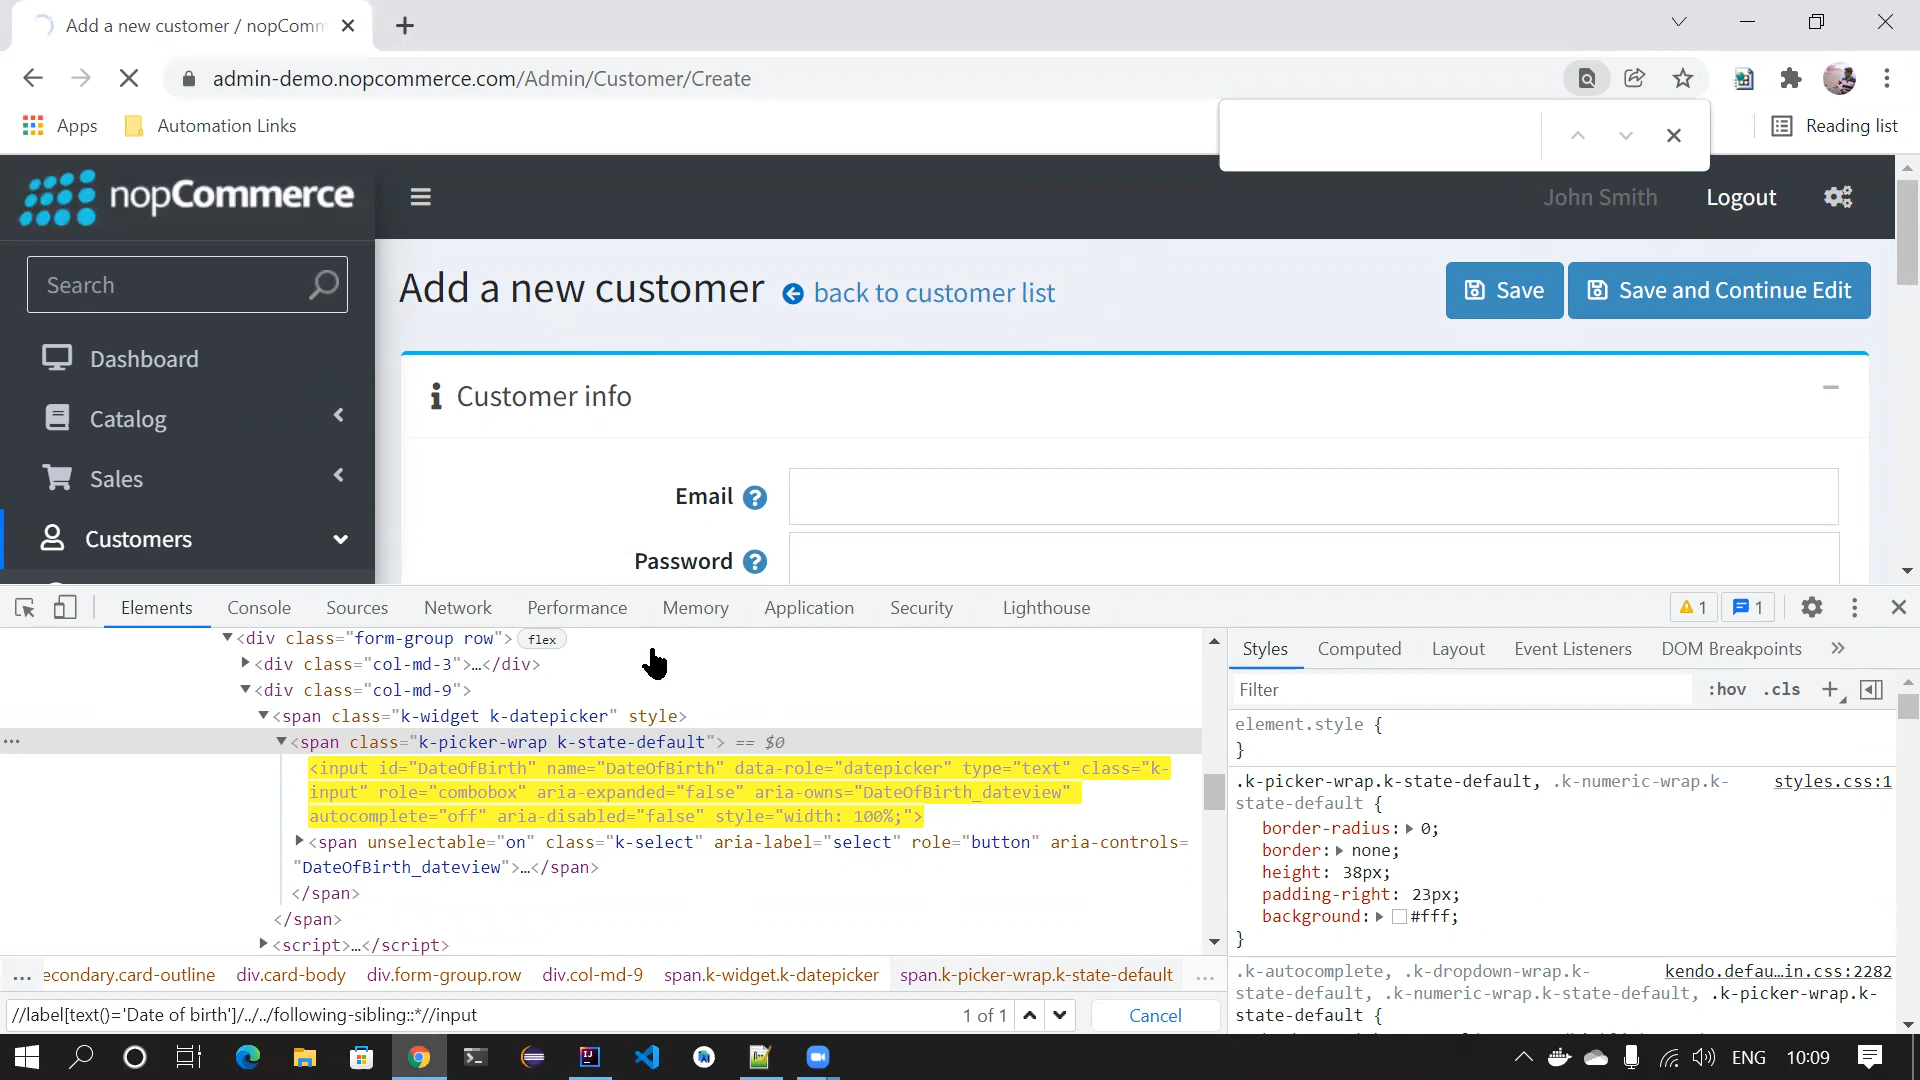 Add a new customer / nopComm
admin-demo.nopcommerce.com/Admin/Customer/Create
Apps
Automation Links
Reading list
nopCommerce
John Smith
Logout
Search
Add a new customer
back to customer list
Save
Save and Continue Edit
Dashboard
Customer info
Catalog
Sales
Email
Customers
Password
Elements
Console
Sources
Network
Performance
Memory
Application
Security
Lighthouse
1
1
<div class="form-group row"> flex
<div class="col-md-3">…</div>
<div class="col-md-9">
<span class="k-widget k-datepicker" style>
<span class="k-picker-wrap k-state-default"> == $0
<input id="DateOfBirth" name="DateOfBirth" data-role="datepicker" type="text" class="k-
input" role="combobox" aria-expanded="false" aria-owns="DateOfBirth_dateview"
autocomplete="off" aria-disabled="false" style="width: 100%;">
<span unselectable="on" class="k-select" aria-label="select" role="button" aria-controls=
"DateOfBirth_dateview">…</span>
</span>
</span>
<script>…</script>
... econdary.card-outline div.card-body div.form-group.row div.col-md-9 span.k-widget.k-datepicker span.k-picker-wrap.k-state-default ...
//label[text()='Date of birth']/../../following-sibling::*//input
1 of 1
Cancel
Styles
Computed
Layout
Event Listeners
DOM Breakpoints
Filter
:hov
.cls
element.style {
}
.k-picker-wrap.k-state-default, .k-numeric-wrap.k- styles.css:1
state-default {
border-radius: 0;
border: none;
height: 38px;
padding-right: 23px;
background: #fff;
}
.k-autocomplete, .k-dropdown-wrap.k- kendo.defau…in.css:2282
state-default, .k-numeric-wrap.k-state-default, .k-picker-wrap.k-
state-default {
ENG
10:09